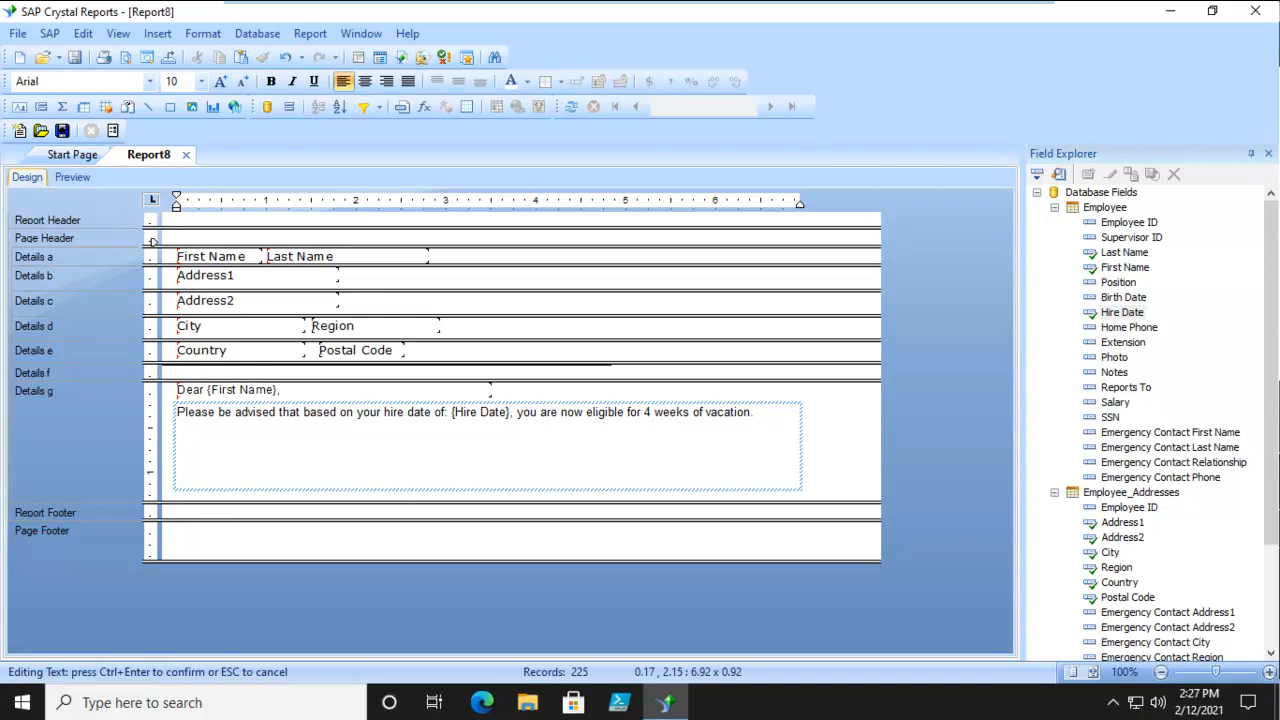 SAP Crystal Reports - [Report8]
File SAP Edit View Insert Format Database Report Window Help
Arial 10 B I U A $ %
Start Page Report8
Design Preview
L 1 2 3 4 5 6
Report Header
Page Header
Details a First Name Last Name
Details b Address1
Details c Address2
Details d City Region
Details e Country Postal Code
Details f
Details g Dear {First Name},
Please be advised that based on your hire date of: {Hire Date}, you are now eligible for 4 weeks of vacation.
Report Footer
Page Footer
Field Explorer
Database Fields
Employee
Employee ID
Supervisor ID
Last Name
First Name
Position
Birth Date
Hire Date
Home Phone
Extension
Photo
Notes
Reports To
Salary
SSN
Emergency Contact First Name
Emergency Contact Last Name
Emergency Contact Relationship
Emergency Contact Phone
Employee_Addresses
Employee ID
Address1
Address2
City
Region
Country
Postal Code
Emergency Contact Address1
Emergency Contact Address2
Emergency Contact City
Emergency Contact Region
Editing Text: press Ctrl+Enter to confirm or ESC to cancel Records: 225 0.17 , 2.15 : 6.92 x 0.92 100%
Type here to search
2:27 PM
2/12/2021